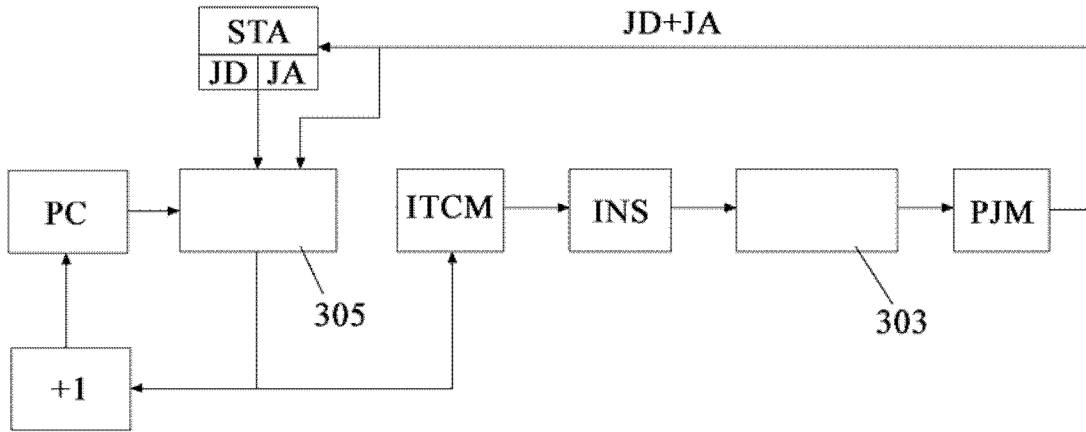 STA
JD JA
JD+JA
PC
ITCM
INS
PJM
305
303
+1